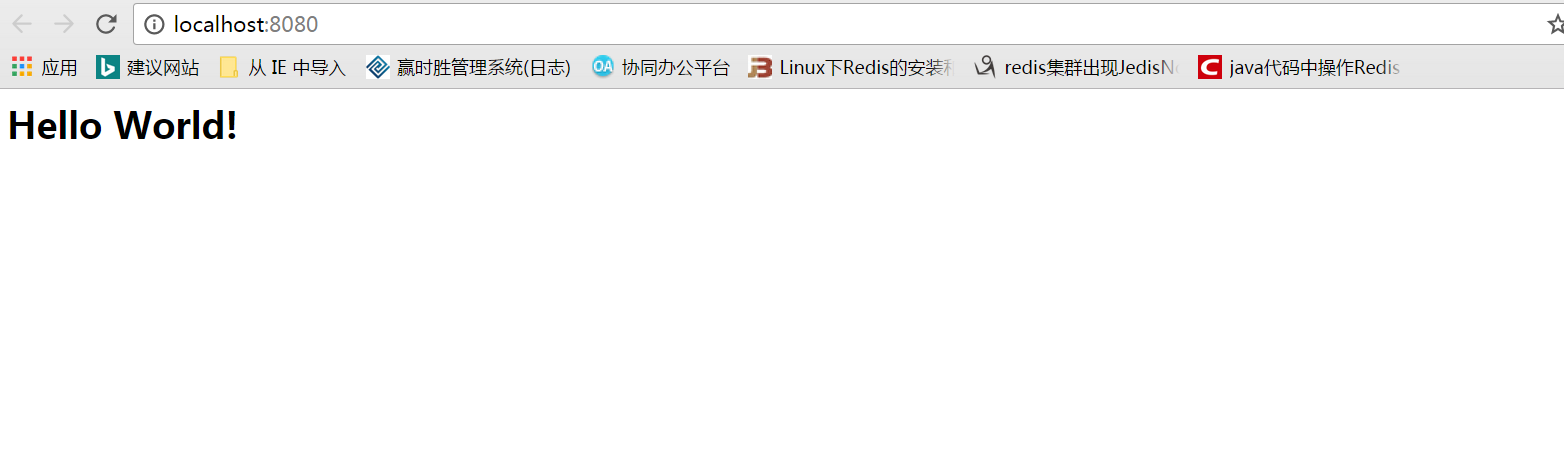 localhost:8080
应用 建议网站 从 IE 中导入 赢时胜管理系统(日志) OA 协同办公平台 JB Linux下Redis的安装 redis集群出现Jedis C java代码中操作Redis
Hello World!